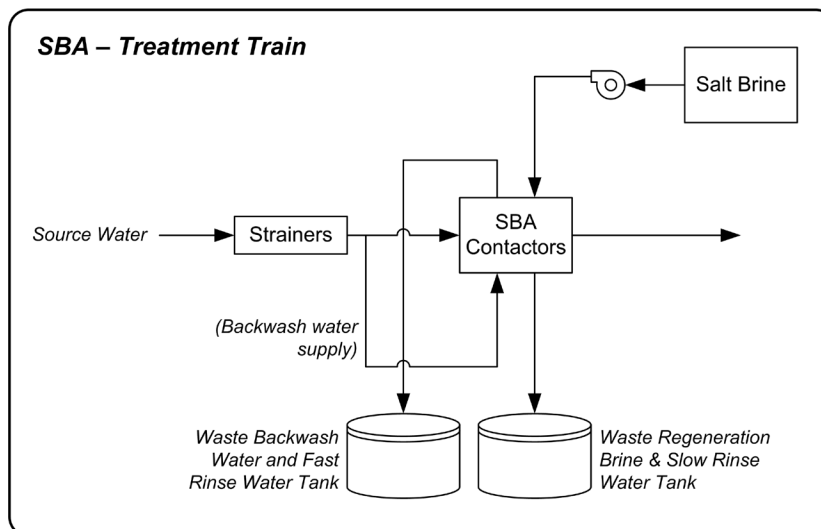 SBA – Treatment Train
Salt Brine
Source Water
Strainers
SBA
Contactors
(Backwash water
supply)
Waste Backwash
Water and Fast
Rinse Water Tank
Waste Regeneration
Brine & Slow Rinse
Water Tank